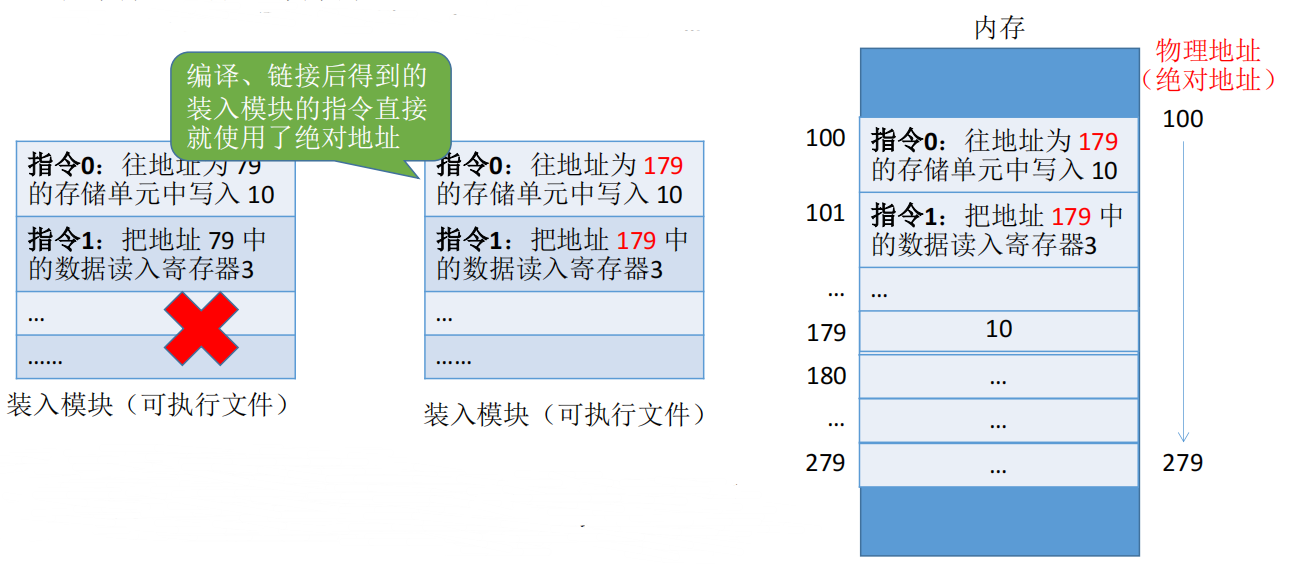 编译、链接后得到的
装入模块的指令直接
就使用了绝对地址
指令0：往地址为 79
的存储单元中写入 10
指令1：把地址 79 中
的数据读入寄存器3
...
......
装入模块（可执行文件）
指令0：往地址为 179
的存储单元中写入 10
指令1：把地址 179 中
的数据读入寄存器3
...
......
装入模块（可执行文件）
内存
物理地址
（绝对地址）
100
指令0：往地址为 179
的存储单元中写入 10
100
101
指令1：把地址 179 中
的数据读入寄存器3
...
...
179
10
180
...
...
...
279
...
279